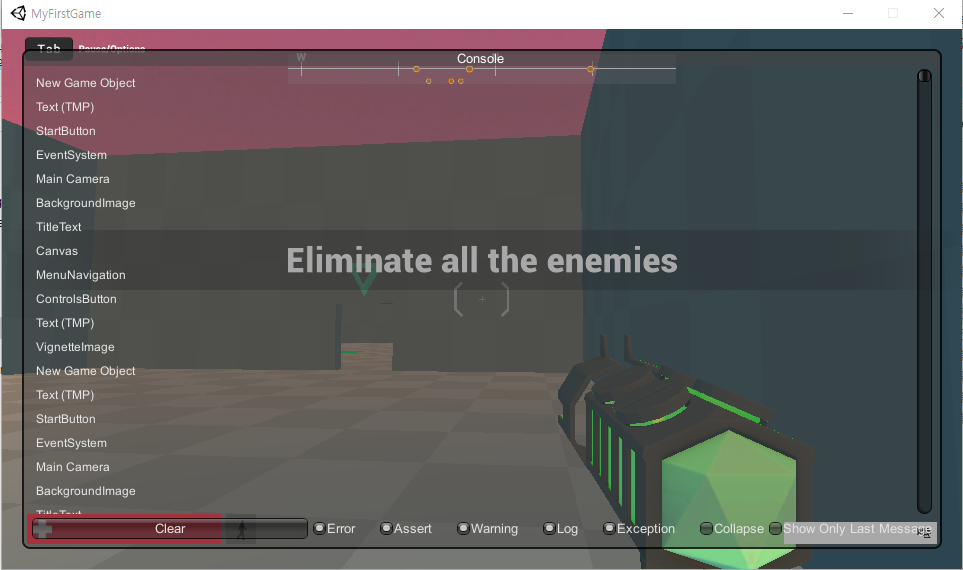 MyFirstGame
Tab Pause/Options
W
Console
New Game Object
Text (TMP)
StartButton
EventSystem
Main Camera
BackgroundImage
TitleText
Canvas
MenuNavigation
ControlsButton
Text (TMP)
VignetteImage
New Game Object
Text (TMP)
StartButton
EventSystem
Main Camera
BackgroundImage
TitleText
Eliminate all the enemies
Clear Error Assert Warning Log Exception Collapse Show Only Last Message